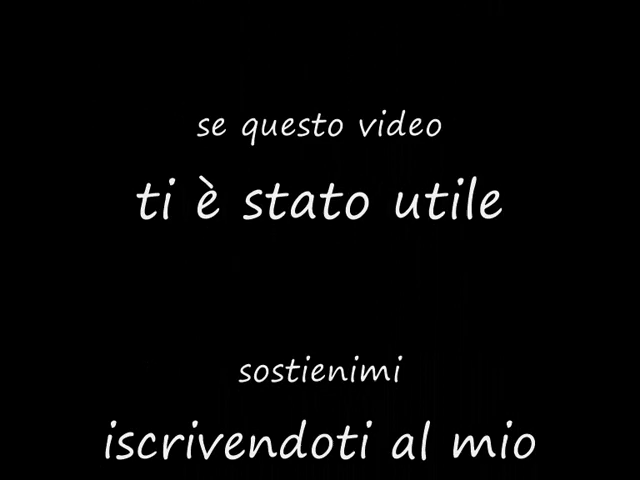 se questo video
ti è stato utile
sostienimi
iscrivendoti al mio